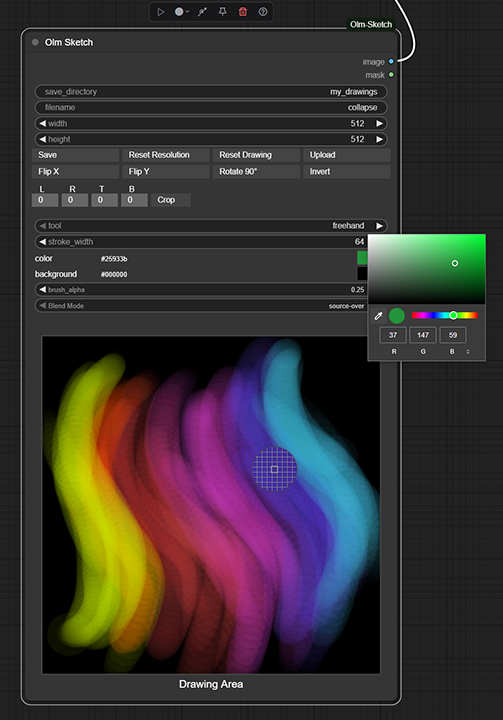 Olm-Sketch
Olm Sketch
image
mask
save_directory my_drawings
filename collapse
width 512
height 512
Save Reset Resolution Reset Drawing Upload
Flip X Flip Y Rotate 90° Invert
L R T B
0 0 0 0 Crop
tool freehand
stroke_width 64
color #25933b
background #000000
brush_alpha 0.25
Blend Mode source-over
37 147 59
R G B
Drawing Area